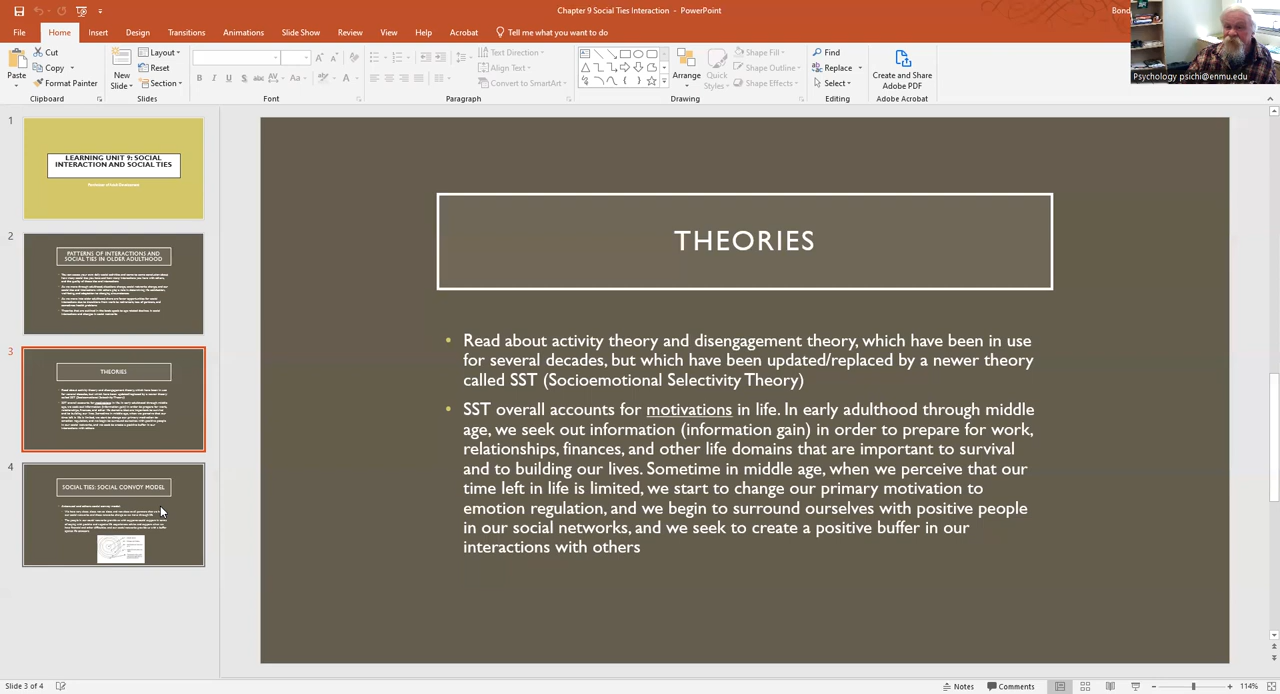 Chapter 9 Social Ties Interaction - PowerPoint
Bond
File Home Insert Design Transitions Animations Slide Show Review View Help Acrobat Tell me what you want to do
Paste
Cut
Copy
Format Painter
Clipboard
New
Slide
Layout
Reset
Section
Slides
B I U S abc AV Aa A
Font
Text Direction
Align Text
Convert to SmartArt
Paragraph
Arrange
Quick
Styles
Shape Fill
Shape Outline
Shape Effects
Drawing
Find
Replace
Select
Editing
Create and Share
Adobe PDF
Adobe Acrobat
Psychology psichi@enmu.edu
1
LEARNING UNIT 9: SOCIAL
INTERACTION AND SOCIAL TIES
2
PATTERNS OF INTERACTIONS AND
SOCIAL TIES IN OLDER ADULTHOOD
3
THEORIES
4
SOCIAL TIES: SOCIAL CONVOY MODEL
THEORIES
• Read about activity theory and disengagement theory, which have been in use
for several decades, but which have been updated/replaced by a newer theory
called SST (Socioemotional Selectivity Theory)
• SST overall accounts for motivations in life. In early adulthood through middle
age, we seek out information (information gain) in order to prepare for work,
relationships, finances, and other life domains that are important to survival
and to building our lives. Sometime in middle age, when we perceive that our
time left in life is limited, we start to change our primary motivation to
emotion regulation, and we begin to surround ourselves with positive people
in our social networks, and we seek to create a positive buffer in our
interactions with others
Slide 3 of 4
Notes
Comments
114%